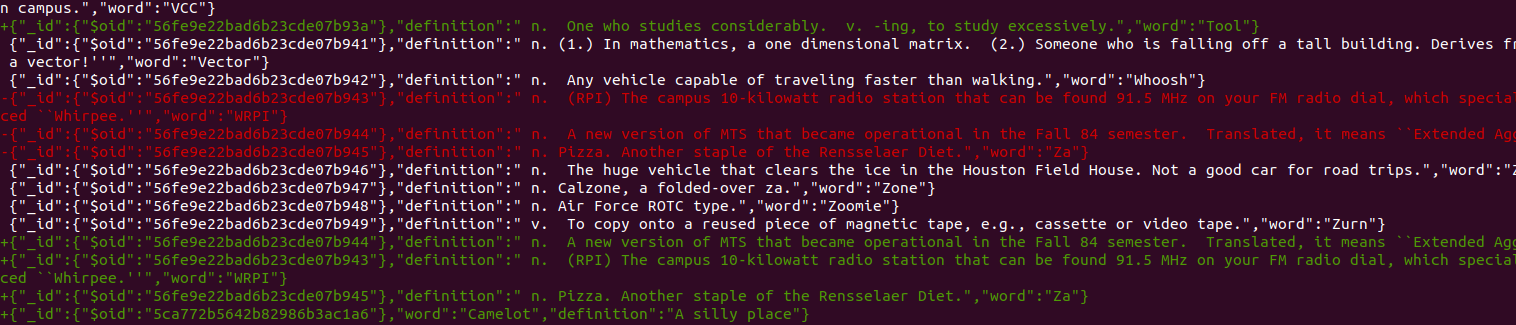 n campus.","word":"VCC"}
+{"_id":{"$oid":"56fe9e22bad6b23cde07b93a"},"definition":" n.  One who studies considerably.  v. -ing, to study excessively.","word":"Tool"}
 {"_id":{"$oid":"56fe9e22bad6b23cde07b941"},"definition":" n. (1.) In mathematics, a one dimensional matrix.  (2.) Someone who is falling off a tall building. Derives fr
 a vector!''","word":"Vector"}
 {"_id":{"$oid":"56fe9e22bad6b23cde07b942"},"definition":" n.  Any vehicle capable of traveling faster than walking.","word":"Whoosh"}
-{"_id":{"$oid":"56fe9e22bad6b23cde07b943"},"definition":" n.  (RPI) The campus 10-kilowatt radio station that can be found 91.5 MHz on your FM radio dial, which special
ced ``Whirpee.''","word":"WRPI"}
-{"_id":{"$oid":"56fe9e22bad6b23cde07b944"},"definition":" n.  A new version of MTS that became operational in the Fall 84 semester.  Translated, it means ``Extended Agg
-{"_id":{"$oid":"56fe9e22bad6b23cde07b945"},"definition":" n. Pizza. Another staple of the Rensselaer Diet.","word":"Za"}
 {"_id":{"$oid":"56fe9e22bad6b23cde07b946"},"definition":" n.  The huge vehicle that clears the ice in the Houston Field House. Not a good car for road trips.","word":"Z
 {"_id":{"$oid":"56fe9e22bad6b23cde07b947"},"definition":" n. Calzone, a folded-over za.","word":"Zone"}
 {"_id":{"$oid":"56fe9e22bad6b23cde07b948"},"definition":" n. Air Force ROTC type.","word":"Zoomie"}
 {"_id":{"$oid":"56fe9e22bad6b23cde07b949"},"definition":" v.  To copy onto a reused piece of magnetic tape, e.g., cassette or video tape.","word":"Zurn"}
+{"_id":{"$oid":"56fe9e22bad6b23cde07b944"},"definition":" n.  A new version of MTS that became operational in the Fall 84 semester.  Translated, it means ``Extended Agg
+{"_id":{"$oid":"56fe9e22bad6b23cde07b943"},"definition":" n.  (RPI) The campus 10-kilowatt radio station that can be found 91.5 MHz on your FM radio dial, which special
ced ``Whirpee.''","word":"WRPI"}
+{"_id":{"$oid":"56fe9e22bad6b23cde07b945"},"definition":" n. Pizza. Another staple of the Rensselaer Diet.","word":"Za"}
+{"_id":{"$oid":"5ca772b5642b82986b3ac1a6"},"word":"Camelot","definition":"A silly place"}